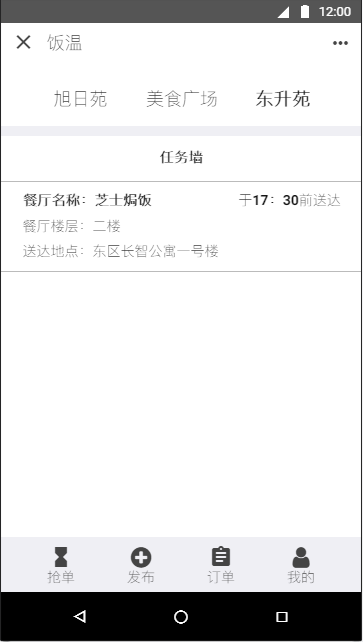 12:00
饭温
旭日苑 美食广场 东升苑
任务墙
餐厅名称：芝士焗饭 于17：30前送达
餐厅楼层：二楼
送达地点：东区长智公寓一号楼
抢单 发布 订单 我的